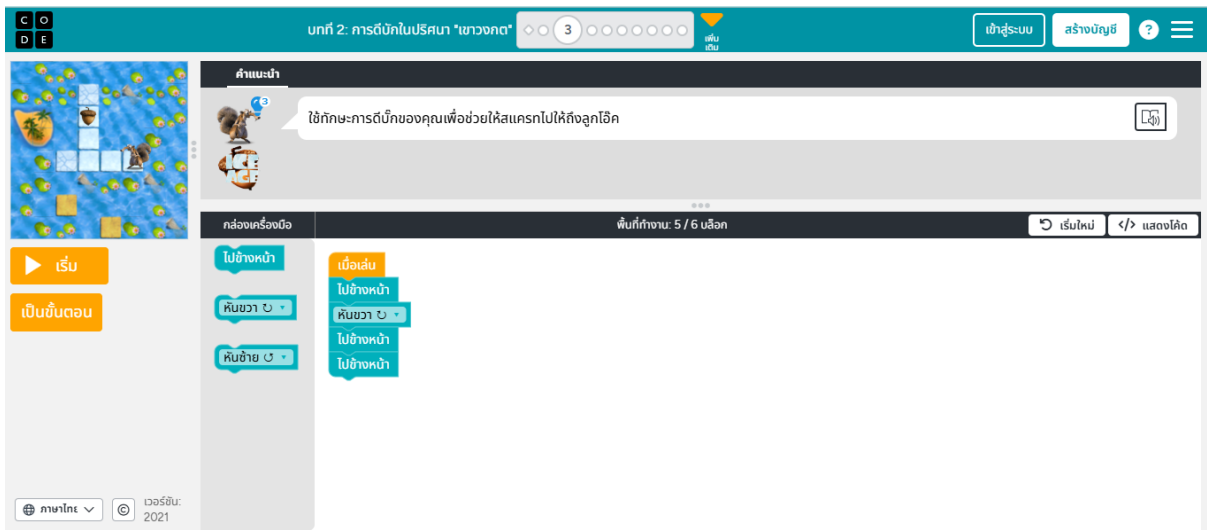 C O
D E
บทที่ 2: การดีบักในปริศนา "เขาวงกต"
3
เพิ่ม
เติม
เข้าสู่ระบบ
สร้างบัญชี
?
คำแนะนำ
3
ใช้ทักษะการดีบั๊กของคุณเพื่อช่วยให้สแครทไปให้ถึงลูกโอ๊ค
ICE
AGE
กล่องเครื่องมือ
พื้นที่ทำงาน: 5 / 6 บล็อก
เริ่มใหม่
</> แสดงโค้ด
เริ่ม
เป็นขั้นตอน
ไปข้างหน้า
หันขวา ↻
หันซ้าย ↺
เมื่อเล่น
ไปข้างหน้า
หันขวา ↻
ไปข้างหน้า
ไปข้างหน้า
ภาษาไทย
©
เวอร์ชัน:
2021